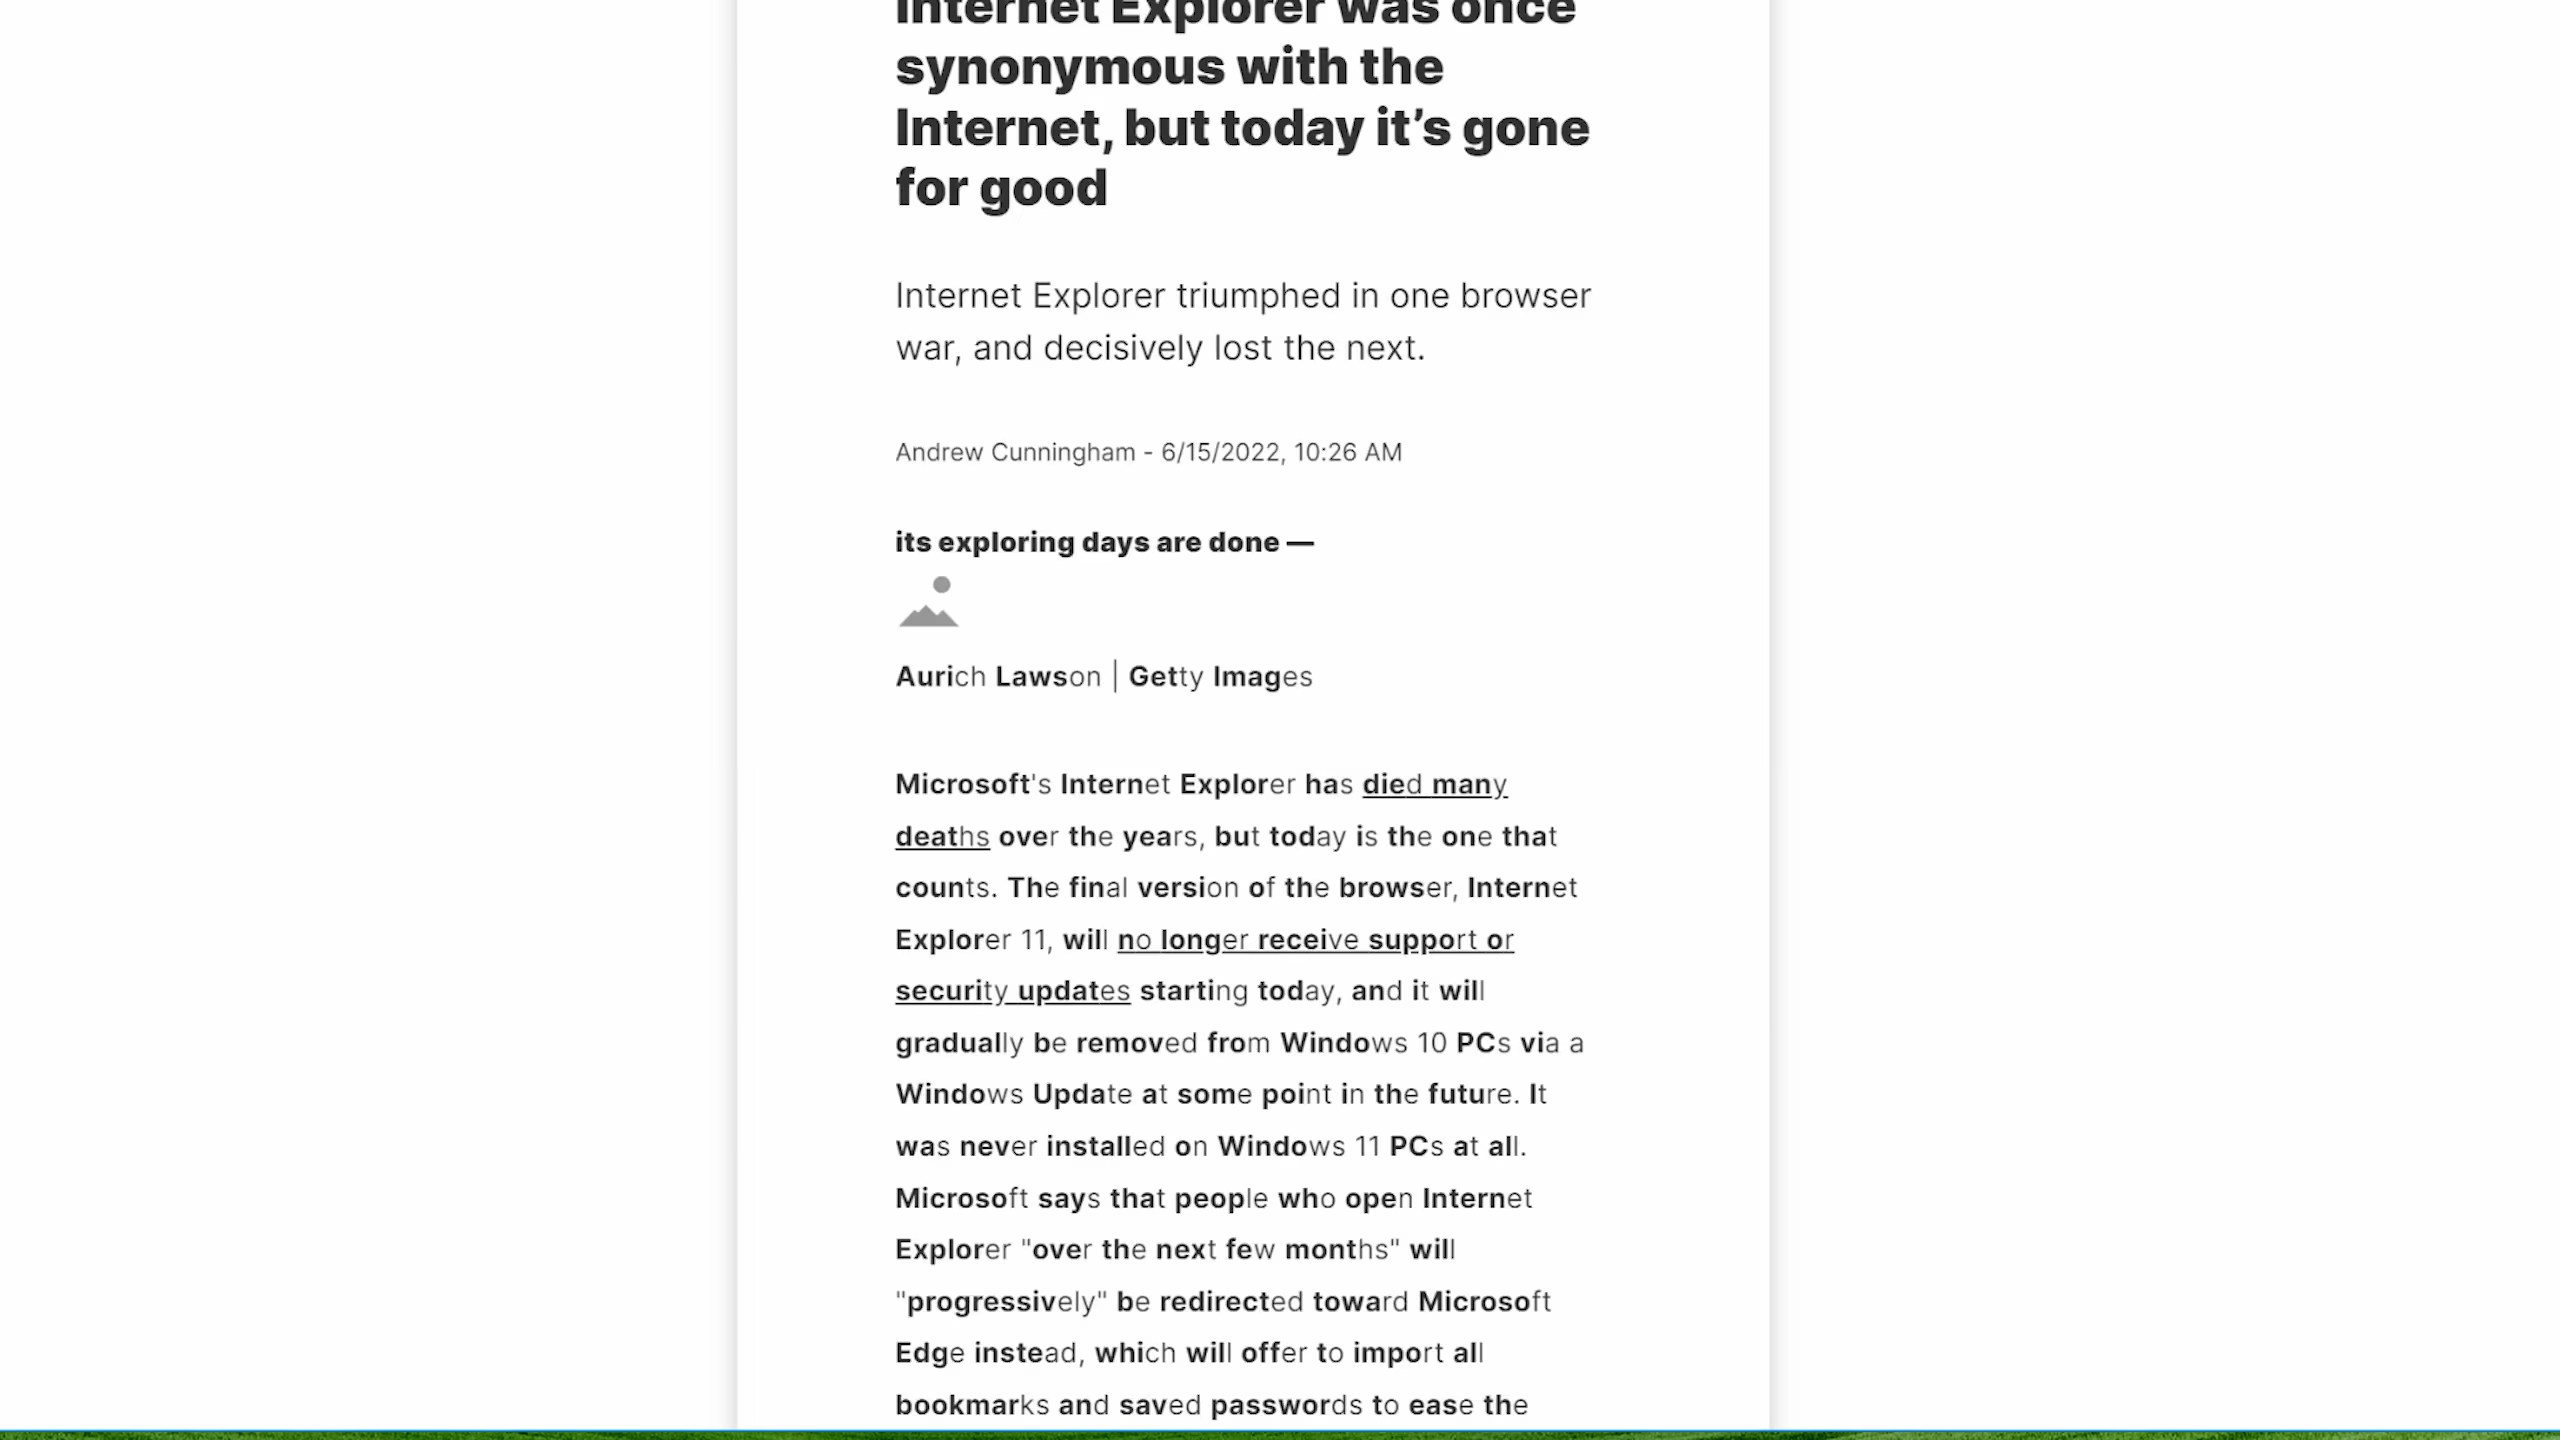 Internet Explorer was once
synonymous with the
Internet, but today it’s gone
for good
Internet Explorer triumphed in one browser
war, and decisively lost the next.
Andrew Cunningham - 6/15/2022, 10:26 AM
its exploring days are done —
Aurich Lawson | Getty Images
Microsoft's Internet Explorer has died many
deaths over the years, but today is the one that
counts. The final version of the browser, Internet
Explorer 11, will no longer receive support or
security updates starting today, and it will
gradually be removed from Windows 10 PCs via a
Windows Update at some point in the future. It
was never installed on Windows 11 PCs at all.
Microsoft says that people who open Internet
Explorer "over the next few months" will
"progressively" be redirected toward Microsoft
Edge instead, which will offer to import all
bookmarks and saved passwords to ease the